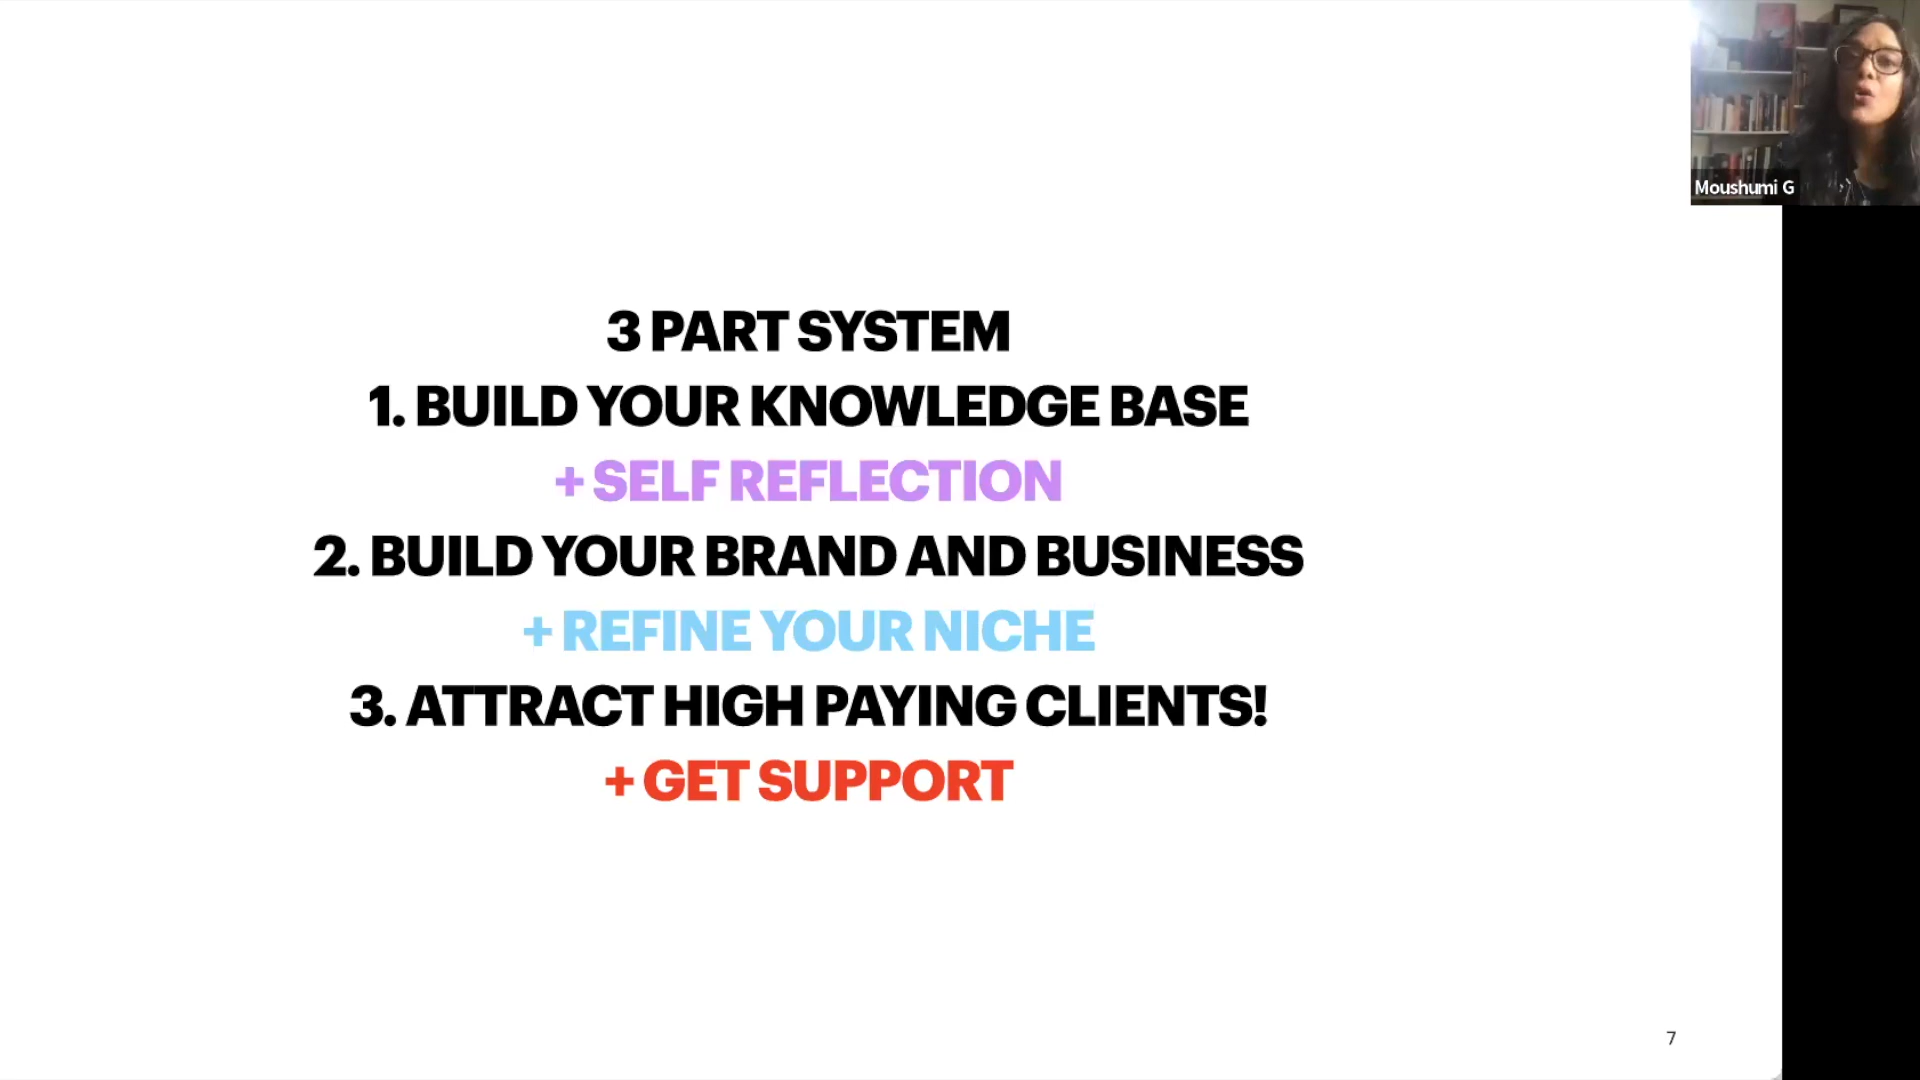 3 PART SYSTEM
1. BUILD YOUR KNOWLEDGE BASE
+ SELF REFLECTION
2. BUILD YOUR BRAND AND BUSINESS
+ REFINE YOUR NICHE
3. ATTRACT HIGH PAYING CLIENTS!
+ GET SUPPORT
Moushumi G
7